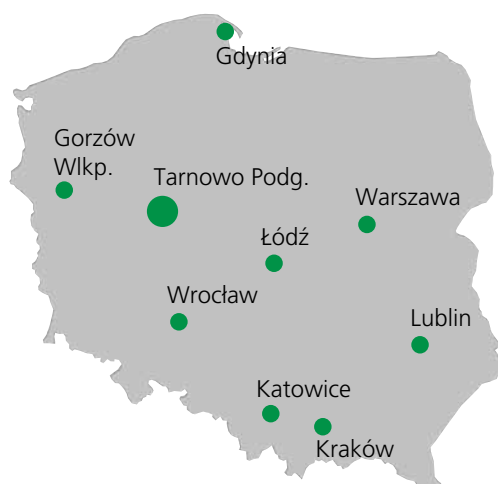 Gdynia
Gorzów
Wlkp.
Tarnowo Podg.
Warszawa
Łódź
Wrocław
Lublin
Katowice
Kraków